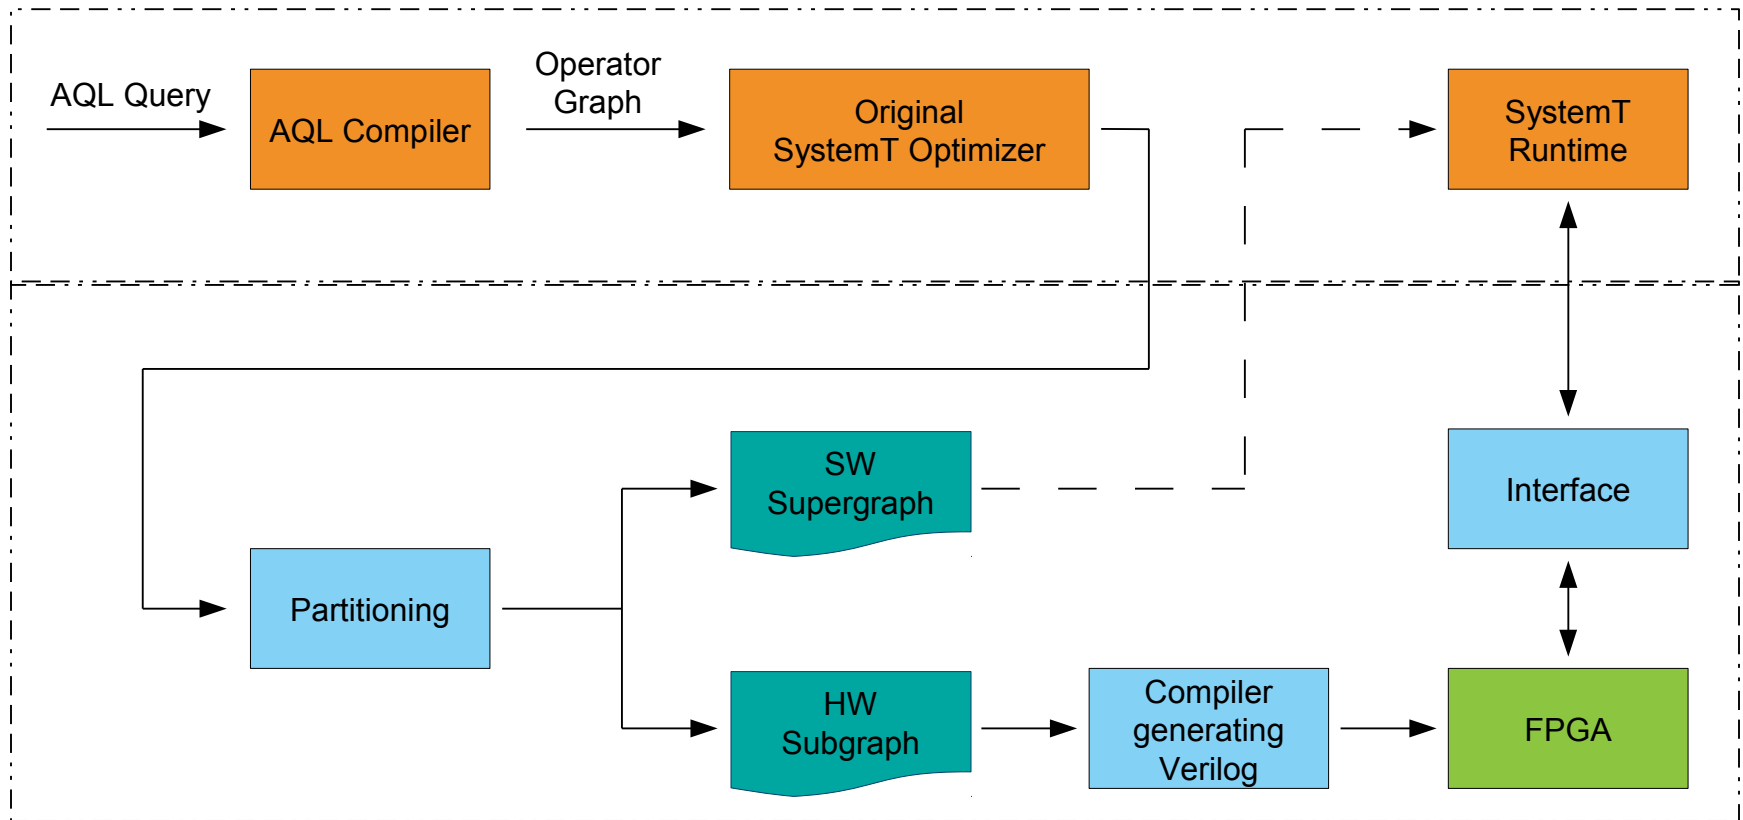 AQL Query
AQL Compiler
Operator
Graph
Original
SystemT Optimizer
SystemT
Runtime
SW
Supergraph
Interface
Partitioning
HW
Subgraph
Compiler
generating
Verilog
FPGA